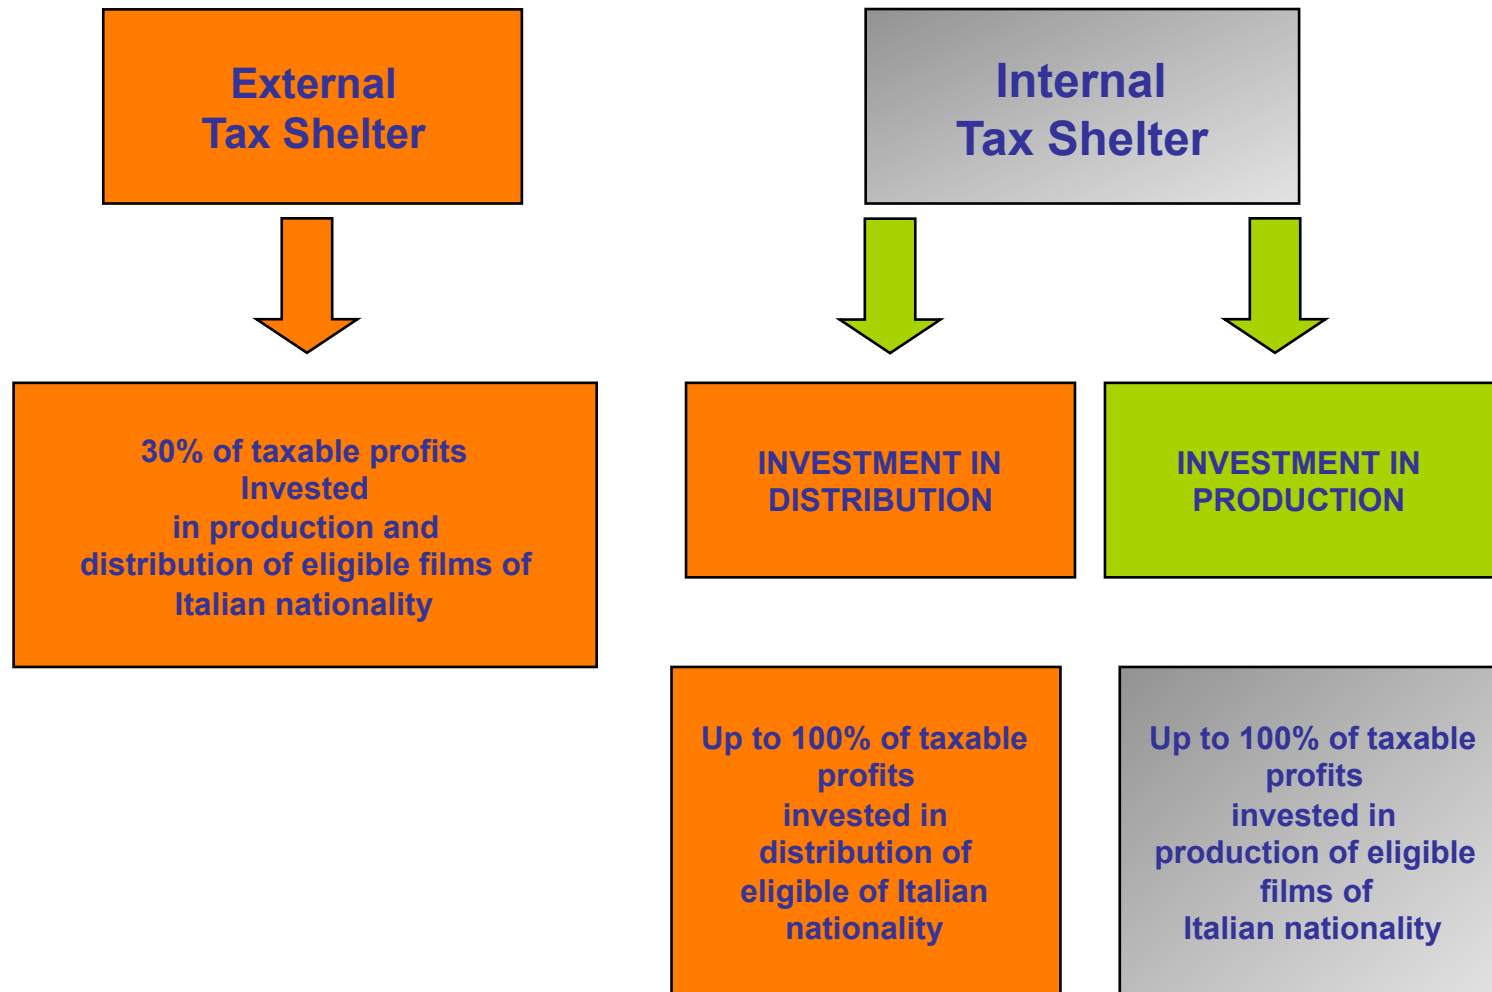 External
Tax Shelter
Internal
Tax Shelter
30% of taxable profits
Invested
in production and
distribution of eligible films of
Italian nationality
INVESTMENT IN
DISTRIBUTION
INVESTMENT IN
PRODUCTION
Up to 100% of taxable
profits
invested in
distribution of
eligible of Italian
nationality
Up to 100% of taxable
profits
invested in
production of eligible
films of
Italian nationality